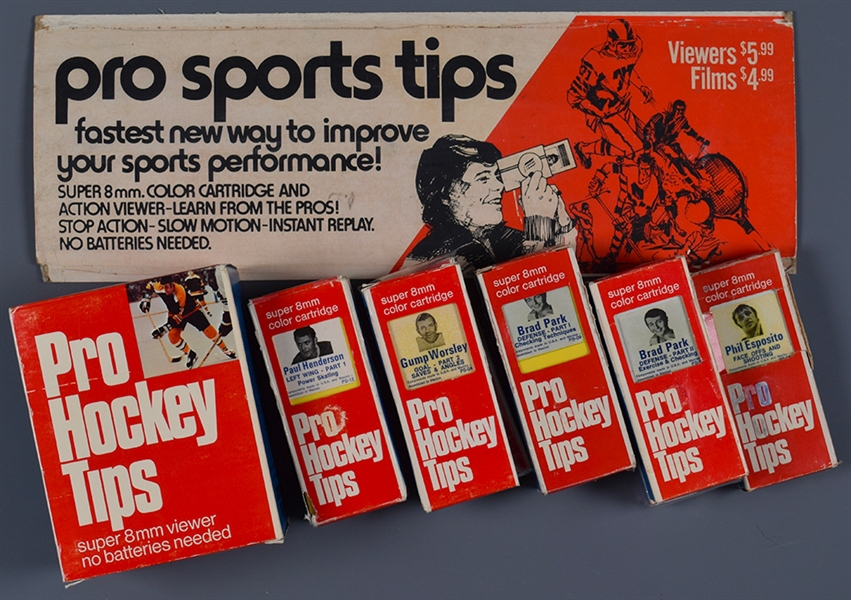 pro sports tips
fastest new way to improve
your sports performance!
SUPER 8mm. COLOR CARTRIDGE AND
ACTION VIEWER-LEARN FROM THE PROS!
STOP ACTION-SLOW MOTION-INSTANT REPLAY.
NO BATTERIES NEEDED.
Viewers $5.99
Films $4.99
Pro
Hockey
Tips
super 8mm viewer
no batteries needed
super 8mm
color cartridge
Paul Henderson
LEFT WING - PART 1
Power Skating
Pro
Hockey
Tips
super 8mm
color cartridge
Gump Worsley
GOAL - PART 2
SAVES & ANGLES
Pro
Hockey
Tips
super 8mm
color cartridge
Brad Park
DEFENSE - PART I
Checking Techniques
Pro
Hockey
Tips
super 8mm
color cartridge
Brad Park
DEFENSE - PART II
Exercise & Checking
Pro
Hockey
Tips
super 8mm
color cartridge
Phil Esposito
FACE OFFS AND
SHOOTING
Pro
Hockey
Tips